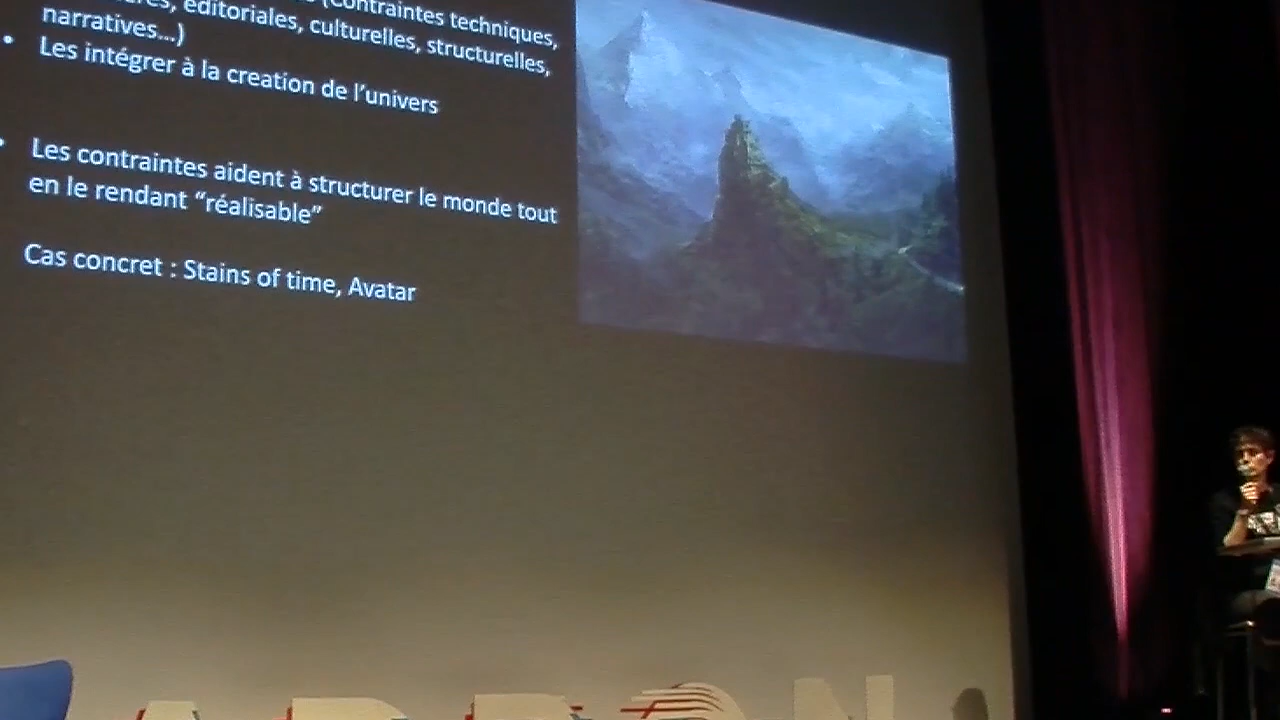 (Contraintes techniques,
éditoriales, culturelles, structurelles,
narratives...)
• Les intégrer à la creation de l'univers
• Les contraintes aident à structurer le monde tout
en le rendant “réalisable”
Cas concret : Stains of time, Avatar